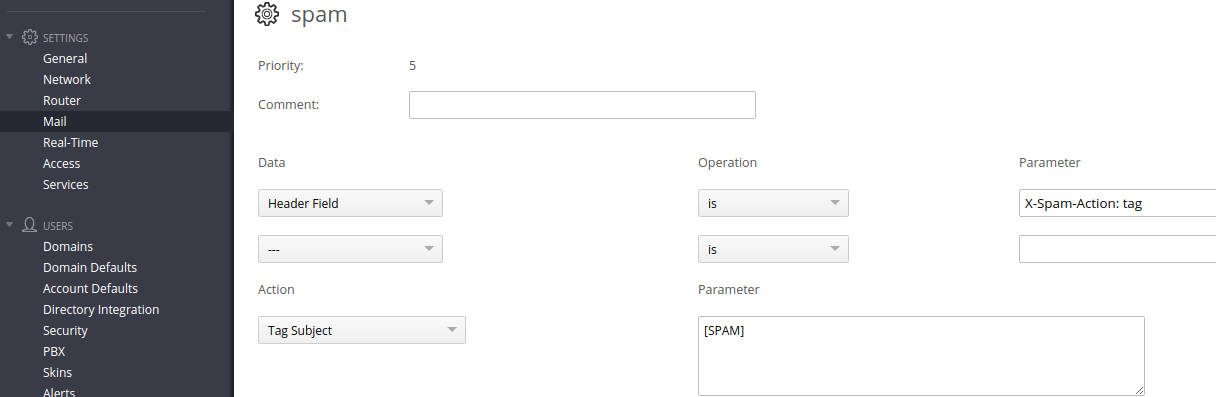 spam
SETTINGS
General
Network
Router
Mail
Real-Time
Access
Services
USERS
Domains
Domain Defaults
Account Defaults
Directory Integration
Security
PBX
Skins
Alerts
Priority: 5
Comment:
Data Operation Parameter
Header Field is X-Spam-Action: tag
--- is
Action Parameter
Tag Subject [SPAM]